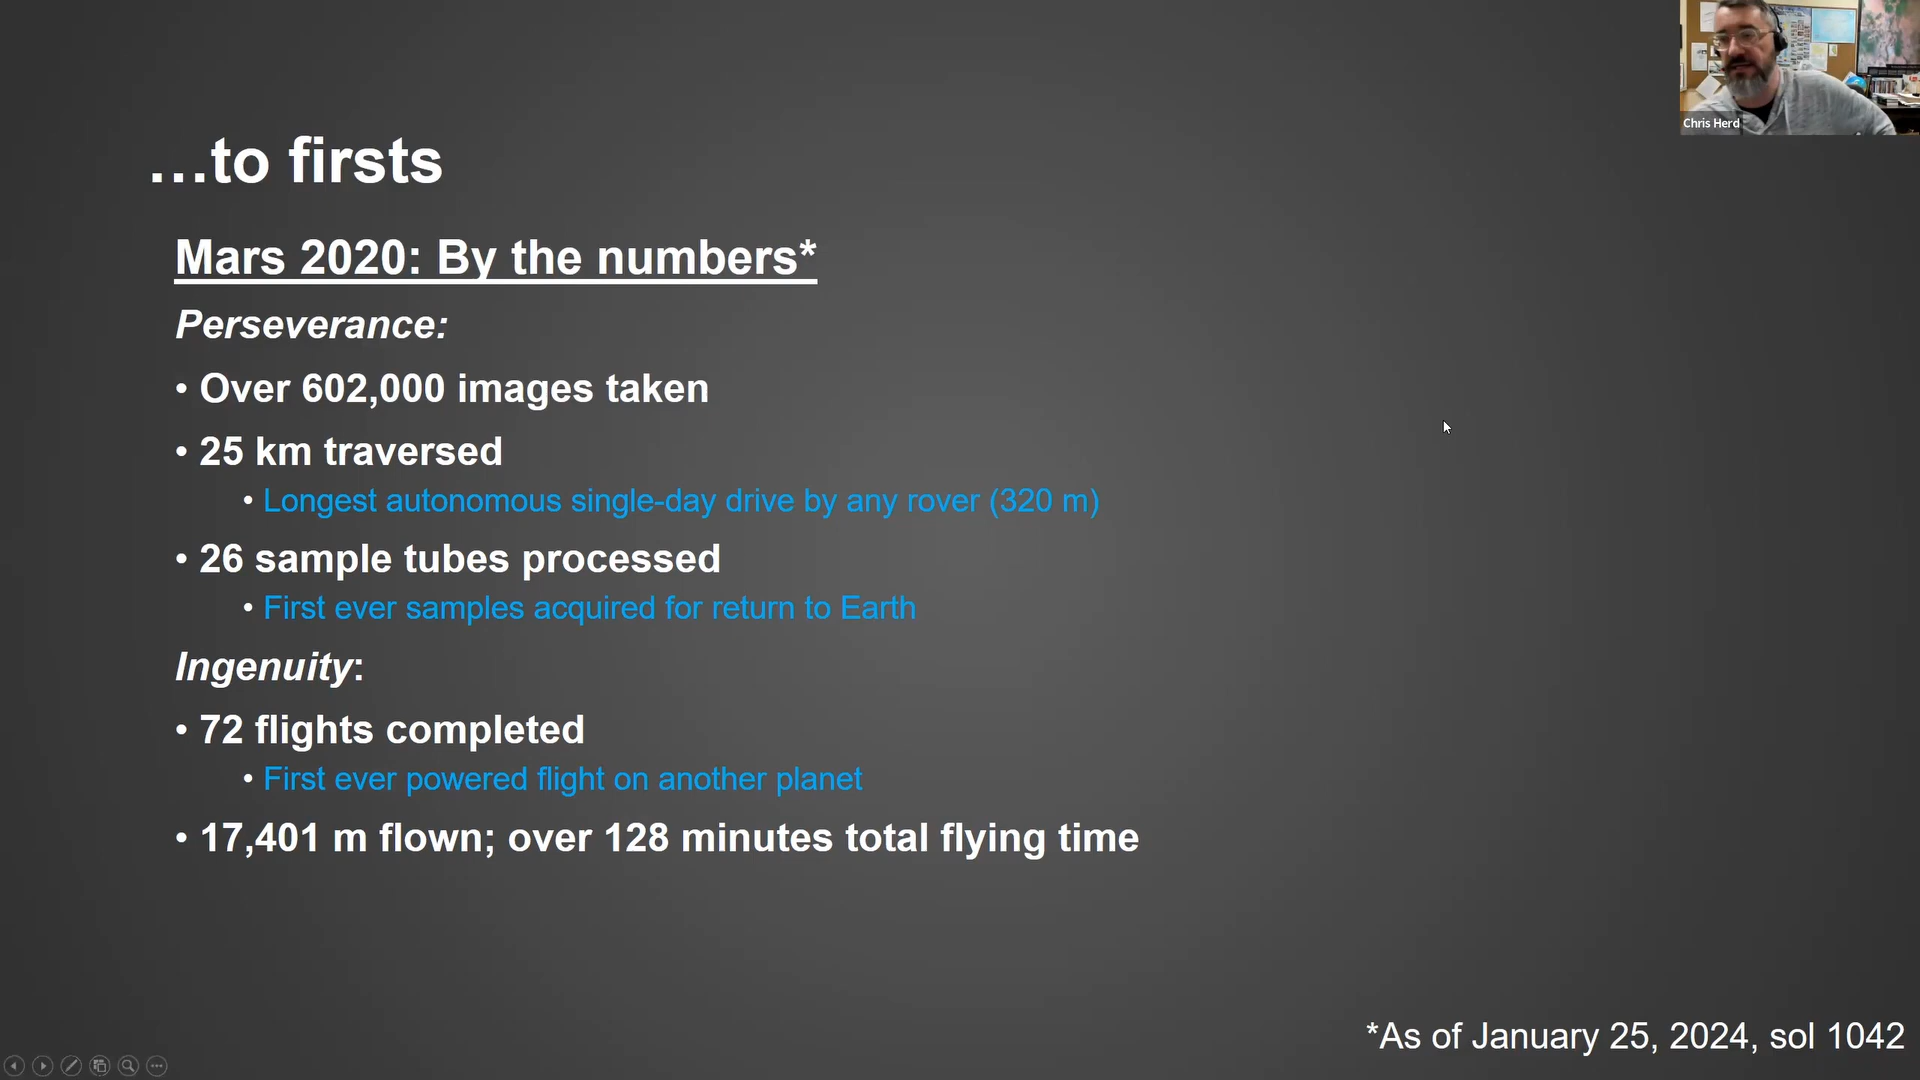 …to firsts
Mars 2020: By the numbers*
Perseverance:
• Over 602,000 images taken
• 25 km traversed
• Longest autonomous single-day drive by any rover (320 m)
• 26 sample tubes processed
• First ever samples acquired for return to Earth
Ingenuity:
• 72 flights completed
• First ever powered flight on another planet
• 17,401 m flown; over 128 minutes total flying time
*As of January 25, 2024, sol 1042
Chris Herd